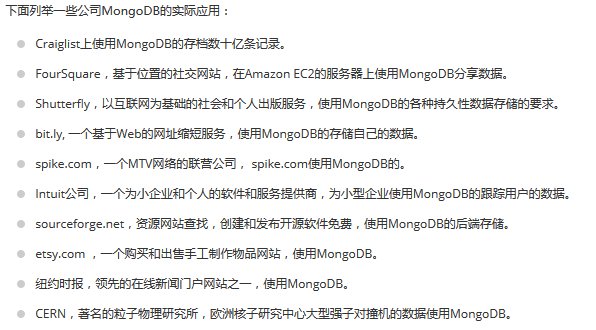 下面列举一些公司MongoDB的实际应用：
Craiglist上使用MongoDB的存档数十亿条记录。
FourSquare，基于位置的社交网站，在Amazon EC2的服务器上使用MongoDB分享数据。
Shutterfly，以互联网为基础的社会和个人出版服务，使用MongoDB的各种持久性数据存储的要求。
bit.ly, 一个基于Web的网址缩短服务，使用MongoDB的存储自己的数据。
spike.com，一个MTV网络的联营公司， spike.com使用MongoDB的。
Intuit公司，一个为小企业和个人的软件和服务提供商，为小型企业使用MongoDB的跟踪用户的数据。
sourceforge.net，资源网站查找，创建和发布开源软件免费，使用MongoDB的后端存储。
etsy.com ，一个购买和出售手工制作物品网站，使用MongoDB。
纽约时报，领先的在线新闻门户网站之一，使用MongoDB。
CERN，著名的粒子物理研究所，欧洲核子研究中心大型强子对撞机的数据使用MongoDB。